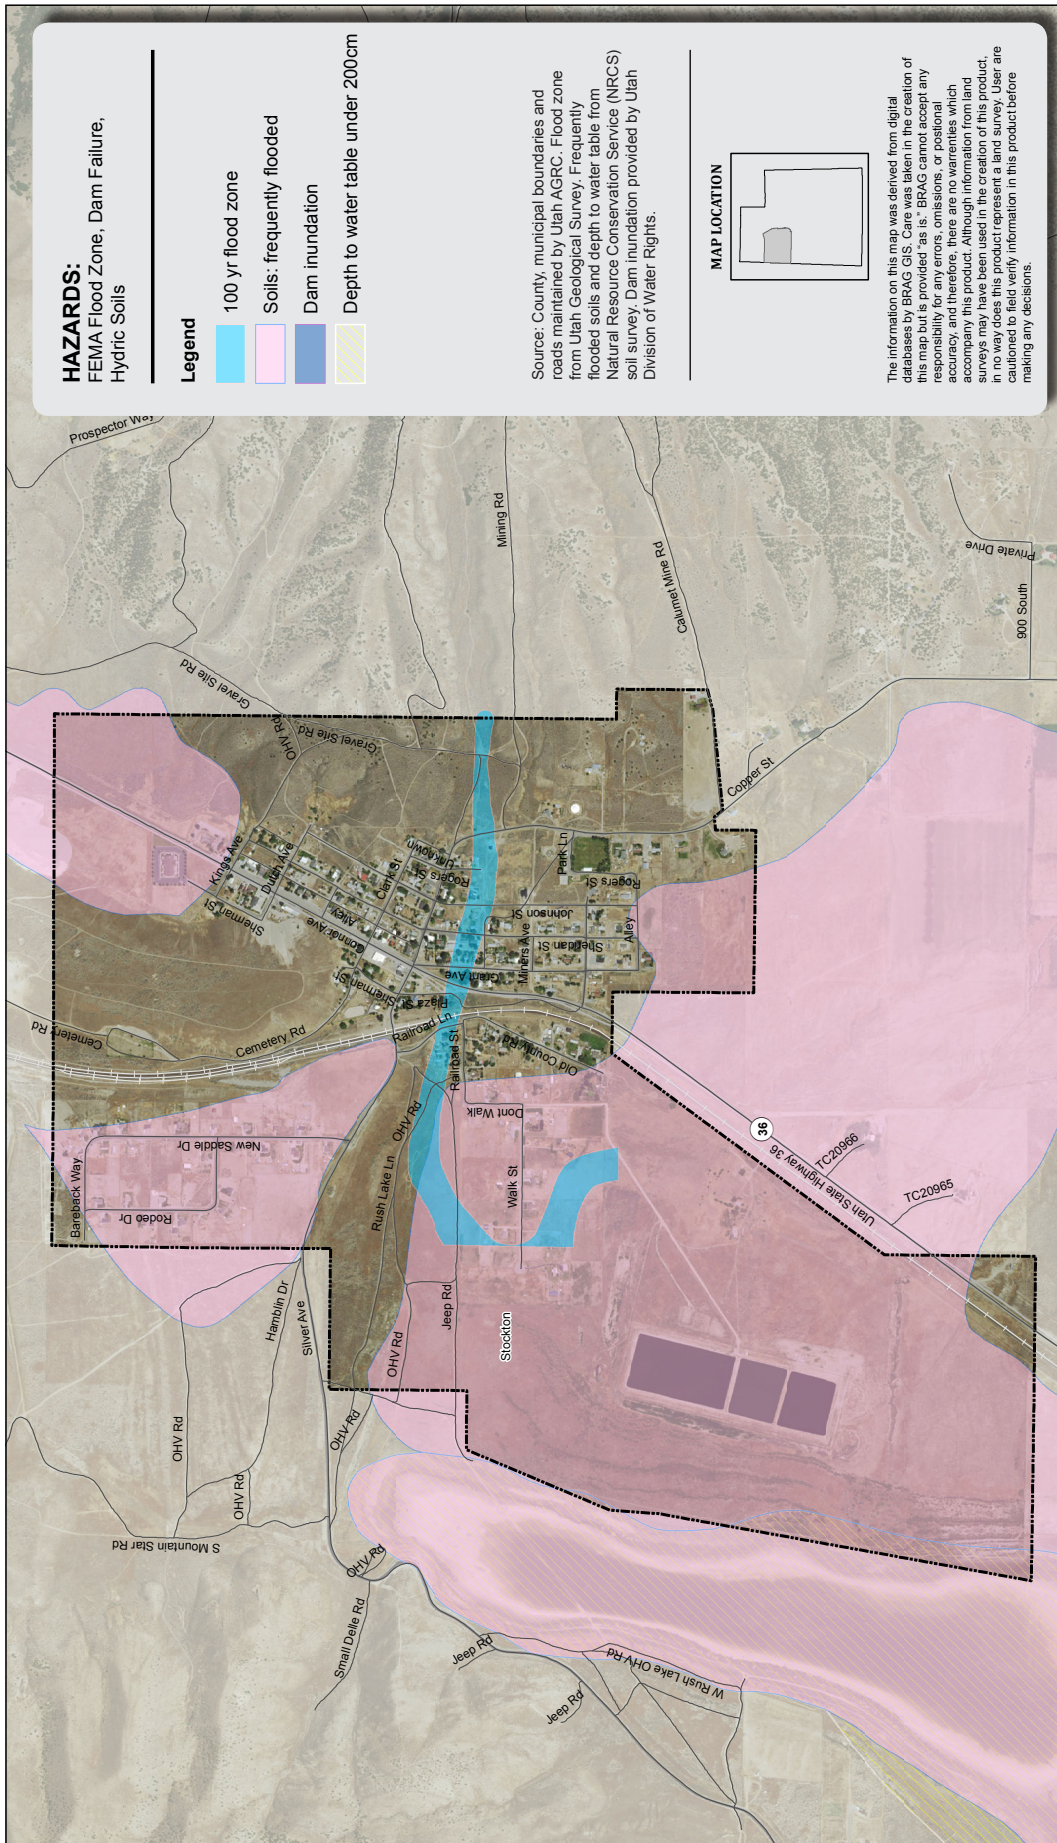 HAZARDS:
FEMA Flood Zone, Dam Failure,
Hydric Soils
Legend
100 yr flood zone
Soils: frequently flooded
Dam inundation
Depth to water table under 200cm
Source: County, municipal boundaries and
roads maintained by Utah AGRC. Flood zone
from Utah Geological Survey. Frequently
flooded soils and depth to water table from
Natural Resource Conservation Service (NRCS)
soil survey. Dam inundation provided by Utah
Division of Water Rights.
MAP LOCATION
The information on this map was derived from digital
databases by BRAG GIS. Care was taken in the creation of
this map but is provided "as is." BRAG cannot accept any
responsibility for any errors, omissions, or postional
accuracy, and therefore, there are no warrenties which
accompany this product. Although information from land
surveys may have been used in the creation of this product,
in no way does this product represent a land survey. User are
cautioned to field verify information in this product before
making any decisions.
Prospector Way
Mining Rd
Calumet Mine Rd
Private Drive
900 South
Gravel Site Rd
OHV Rd
Gravel Site Rd
Copper St
Kings Ave
Dutch Ave
Clark St
Unknown
Rogers St
Park Ln
Rogers St
Sherman St
Alley
Connor Ave
Johnson St
Miners Ave
Sheridan St
Alley
Grant Ave
Sherman St
Plaza St
Cemetery Rd
Cemetery Rd
Railroad Ln
Railroad St
Old County Rd
OHV Rd
Dont Walk
Walk St
Rush Lake Ln
New Saddle Dr
Bareback Way
Rodeo Dr
36
Utah State Highway 36
TC20966
TC20965
Hamblin Dr
Silver Ave
Jeep Rd
OHV Rd
Stockton
OHV Rd
OHV Rd
OHV Rd
S Mountain Star Rd
OHV Rd
Small Delle Rd
Jeep Rd
W Rush Lake OHV Rd
Jeep Rd